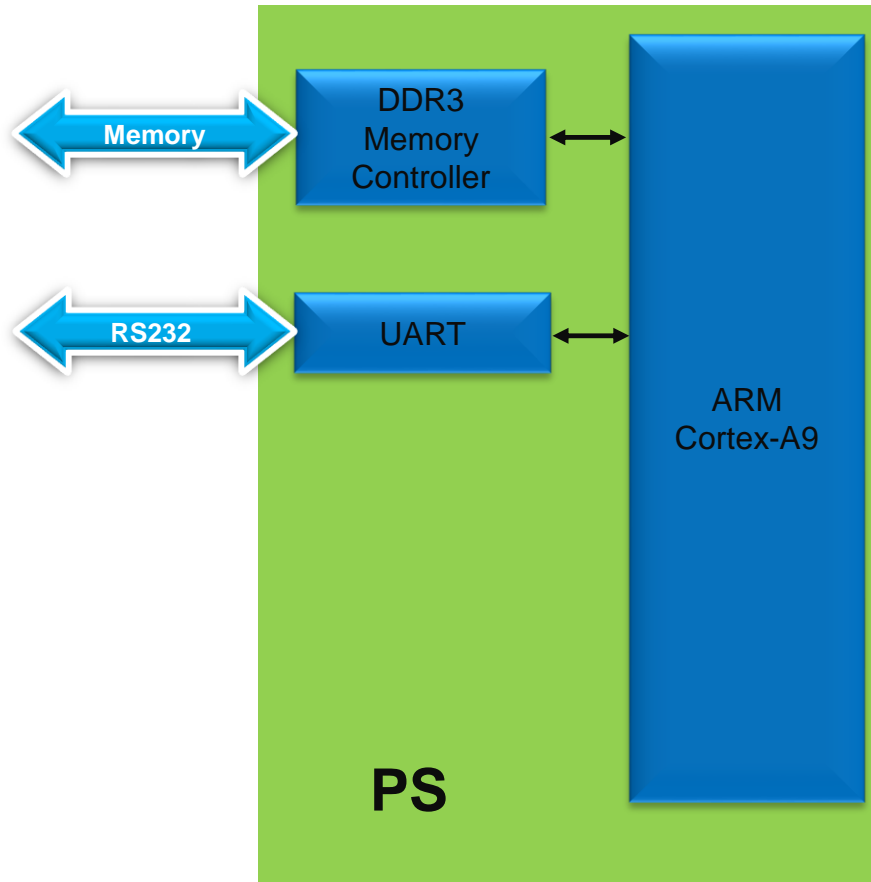 DDR3
Memory
Controller
Memory
RS232
UART
ARM
Cortex-A9
PS